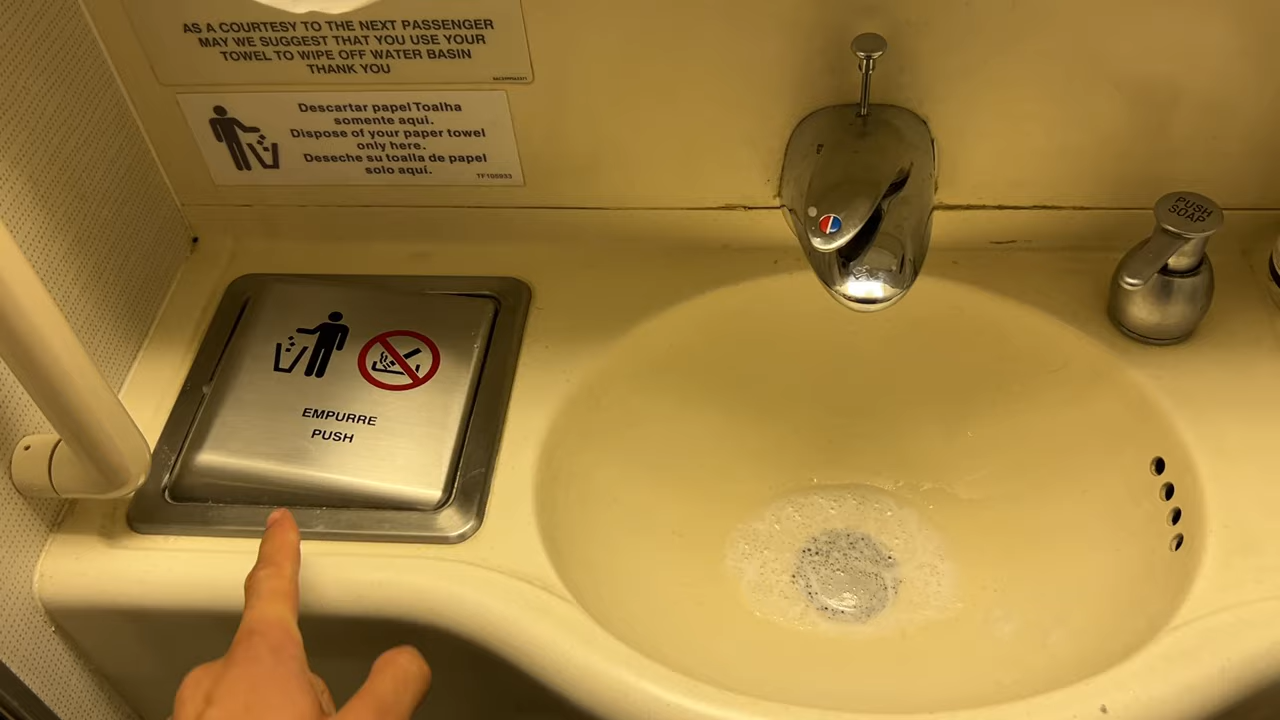 AS A COURTESY TO THE NEXT PASSENGER
MAY WE SUGGEST THAT YOU USE YOUR
TOWEL TO WIPE OFF WATER BASIN
THANK YOU
Descartar papel Toalha
somente aqui.
Dispose of your paper towel
only here.
Deseche su toalla de papel
solo aquí.
TF100933
PUSH
SOAP
EMPURRE
PUSH